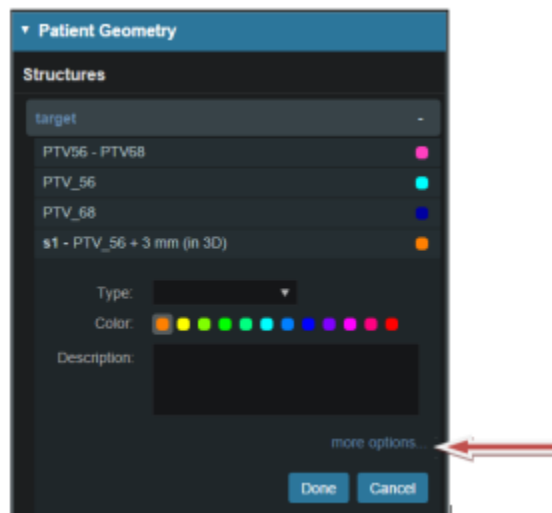 Patient Geometry
Structures
target -
PTV56 - PTV68
PTV_56
PTV_68
s1 - PTV_56 + 3 mm (in 3D)
Type:
Color:
Description:
more options...
Done Cancel